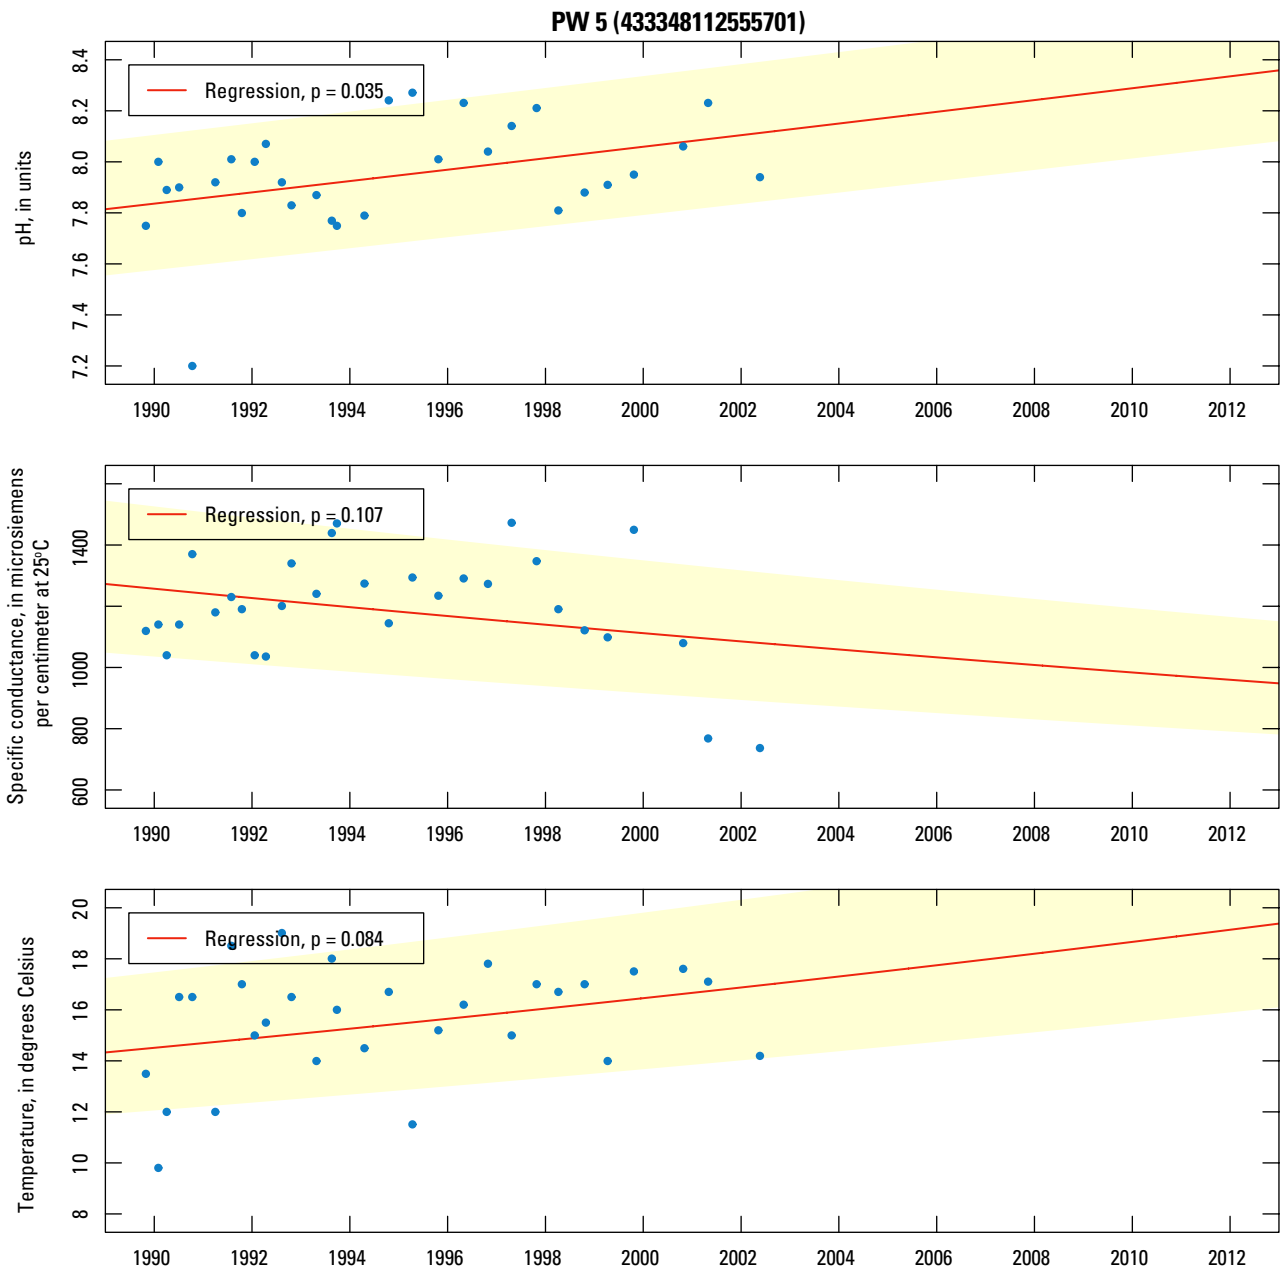 PW 5 (433348112555701)
Regression, p = 0.035
pH, in units
8.4
8.2
8.0
7.8
7.6
7.4
7.2
1990 1992 1994 1996 1998 2000 2002 2004 2006 2008 2010 2012
Regression, p = 0.107
Specific conductance, in microsiemens
per centimeter at 25°C
1400
1000
800
600
1990 1992 1994 1996 1998 2000 2002 2004 2006 2008 2010 2012
Regression, p = 0.084
Temperature, in degrees Celsius
20
18
16
14
12
10
8
1990 1992 1994 1996 1998 2000 2002 2004 2006 2008 2010 2012